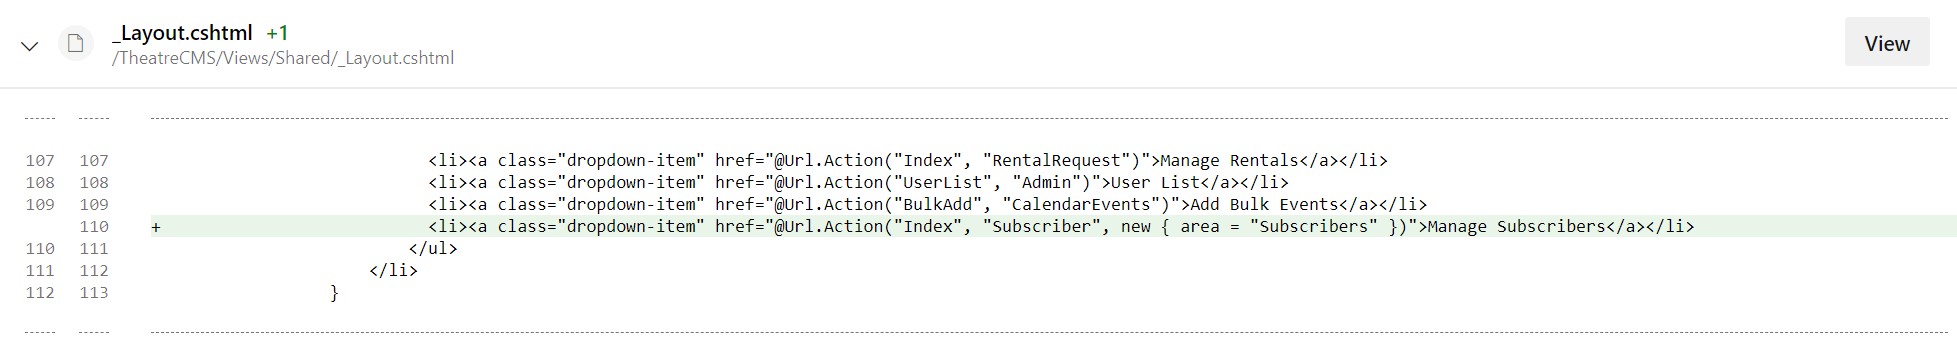 _Layout.cshtml +1
/TheatreCMS/Views/Shared/_Layout.cshtml
View
107 107 <li><a class="dropdown-item" href="@Url.Action("Index", "RentalRequest")">Manage Rentals</a></li>
108 108 <li><a class="dropdown-item" href="@Url.Action("UserList", "Admin")">User List</a></li>
109 109 <li><a class="dropdown-item" href="@Url.Action("BulkAdd", "CalendarEvents")">Add Bulk Events</a></li>
110 + <li><a class="dropdown-item" href="@Url.Action("Index", "Subscriber", new { area = "Subscribers" })">Manage Subscribers</a></li>
110 111 </ul>
111 112 </li>
112 113 }